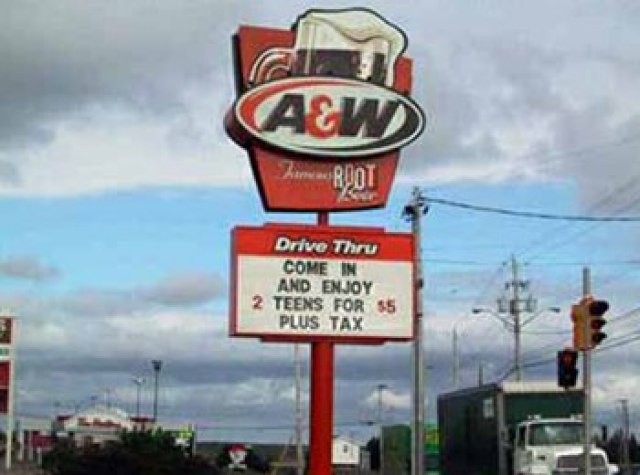 A&W
Famous ROOT
Beer
Drive Thru
COME IN
AND ENJOY
2 TEENS FOR $5
PLUS TAX